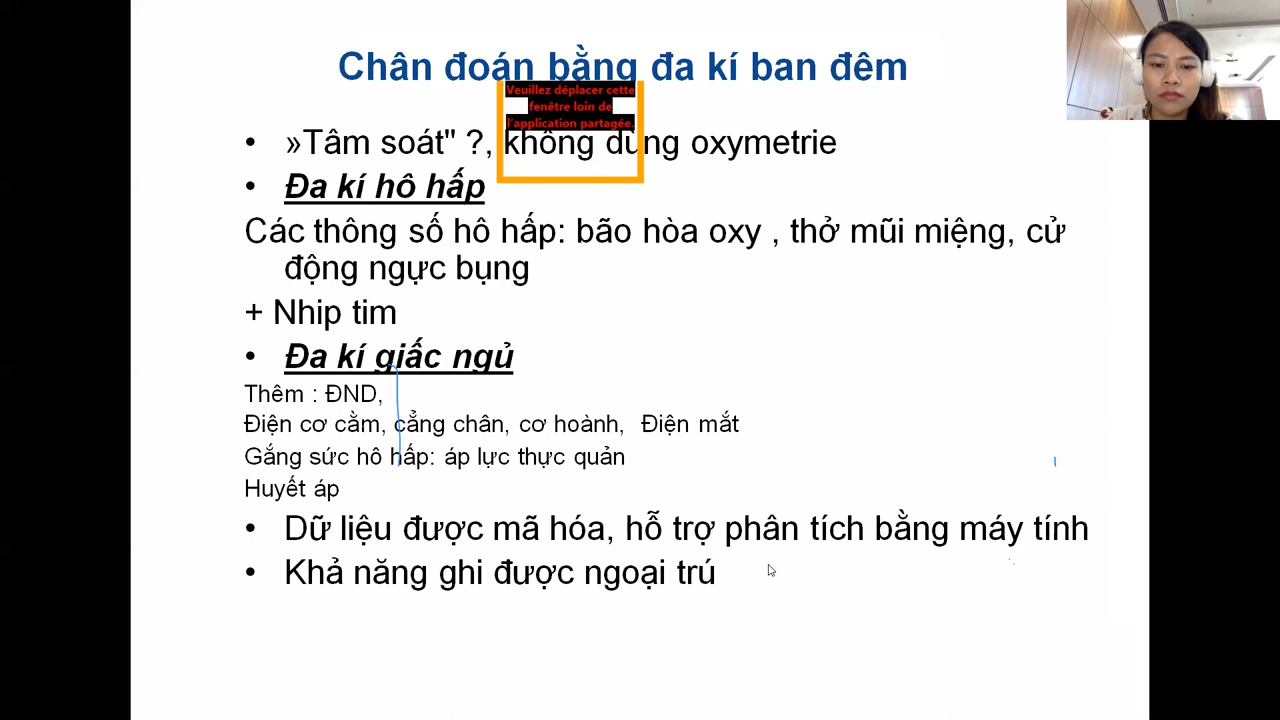 Chân đoán bằng đa kí ban đêm
Veuillez déplacer cette
fenêtre loin de
l'application partagée.
• »Tâm soát" ?, không dùng oxymetrie
• Đa kí hô hấp
Các thông số hô hấp: bão hòa oxy , thở mũi miệng, cử
động ngực bụng
+ Nhip tim
• Đa kí giấc ngủ
Thêm : ĐND,
Điện cơ cằm, cẳng chân, cơ hoành, Điện mắt
Gắng sức hô hấp: áp lực thực quản
Huyết áp
• Dữ liệu được mã hóa, hỗ trợ phân tích bằng máy tính
• Khả năng ghi được ngoại trú